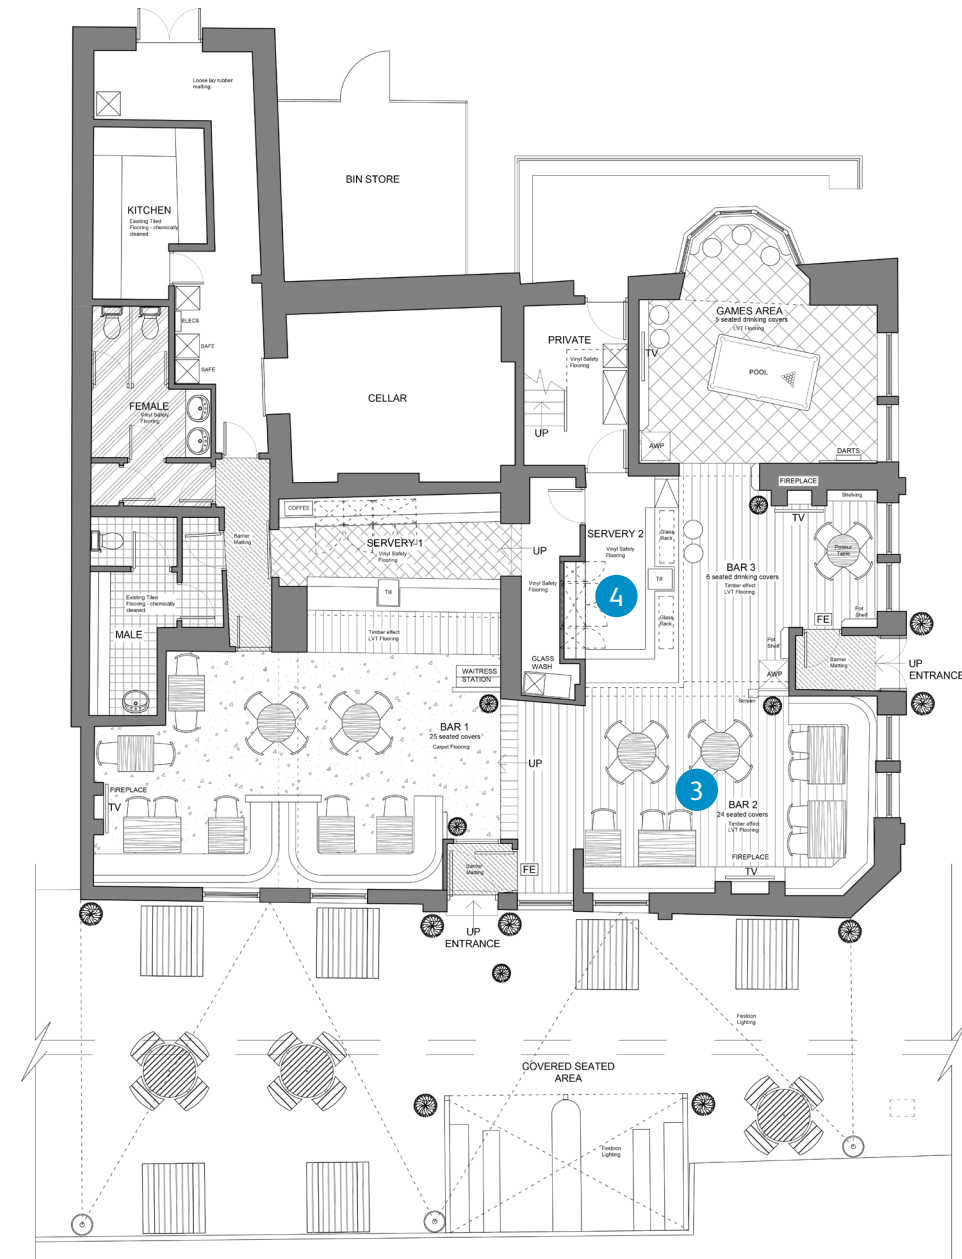 Loose lay rubber
matting
BIN STORE
KITCHEN
Existing Tiled
Flooring - chemically
cleaned
ELECS
SAFE
SAFE
FEMALE
Vinyl Safety
Flooring
CELLAR
PRIVATE
Vinyl Safety
Flooring
UP
GAMES AREA
5 seated drinking covers
LVT Flooring
TV
POOL
AWP
DARTS
FIREPLACE
TV
Shelving
Poseur
Table
COFFEE
SERVERY 1
Vinyl Safety
Flooring
UP
Till
Barrier
Matting
SERVERY 2
Vinyl Safety
Flooring
Vinyl Safety
Flooring
Glass
Rack
Till
Glass
Rack
4
BAR 3
6 seated drinking covers
Timber effect
LVT Flooring
FE
Pot
Shelf
Pot
Shelf
Barrier
Matting
UP
ENTRANCE
AWP
Screen
Existing Tiled
Flooring - chemically
cleaned
MALE
Timber effect
LVT Flooring
WAITRESS
STATION
GLASS
WASH
BAR 1
25 seated covers
Carpet Flooring
UP
FIREPLACE
TV
3
BAR 2
24 seated covers
Timber effect
LVT Flooring
FIREPLACE
TV
Barrier
Matting
FE
UP
ENTRANCE
Festoon
Lighting
COVERED SEATED
AREA
Festoon
Lighting